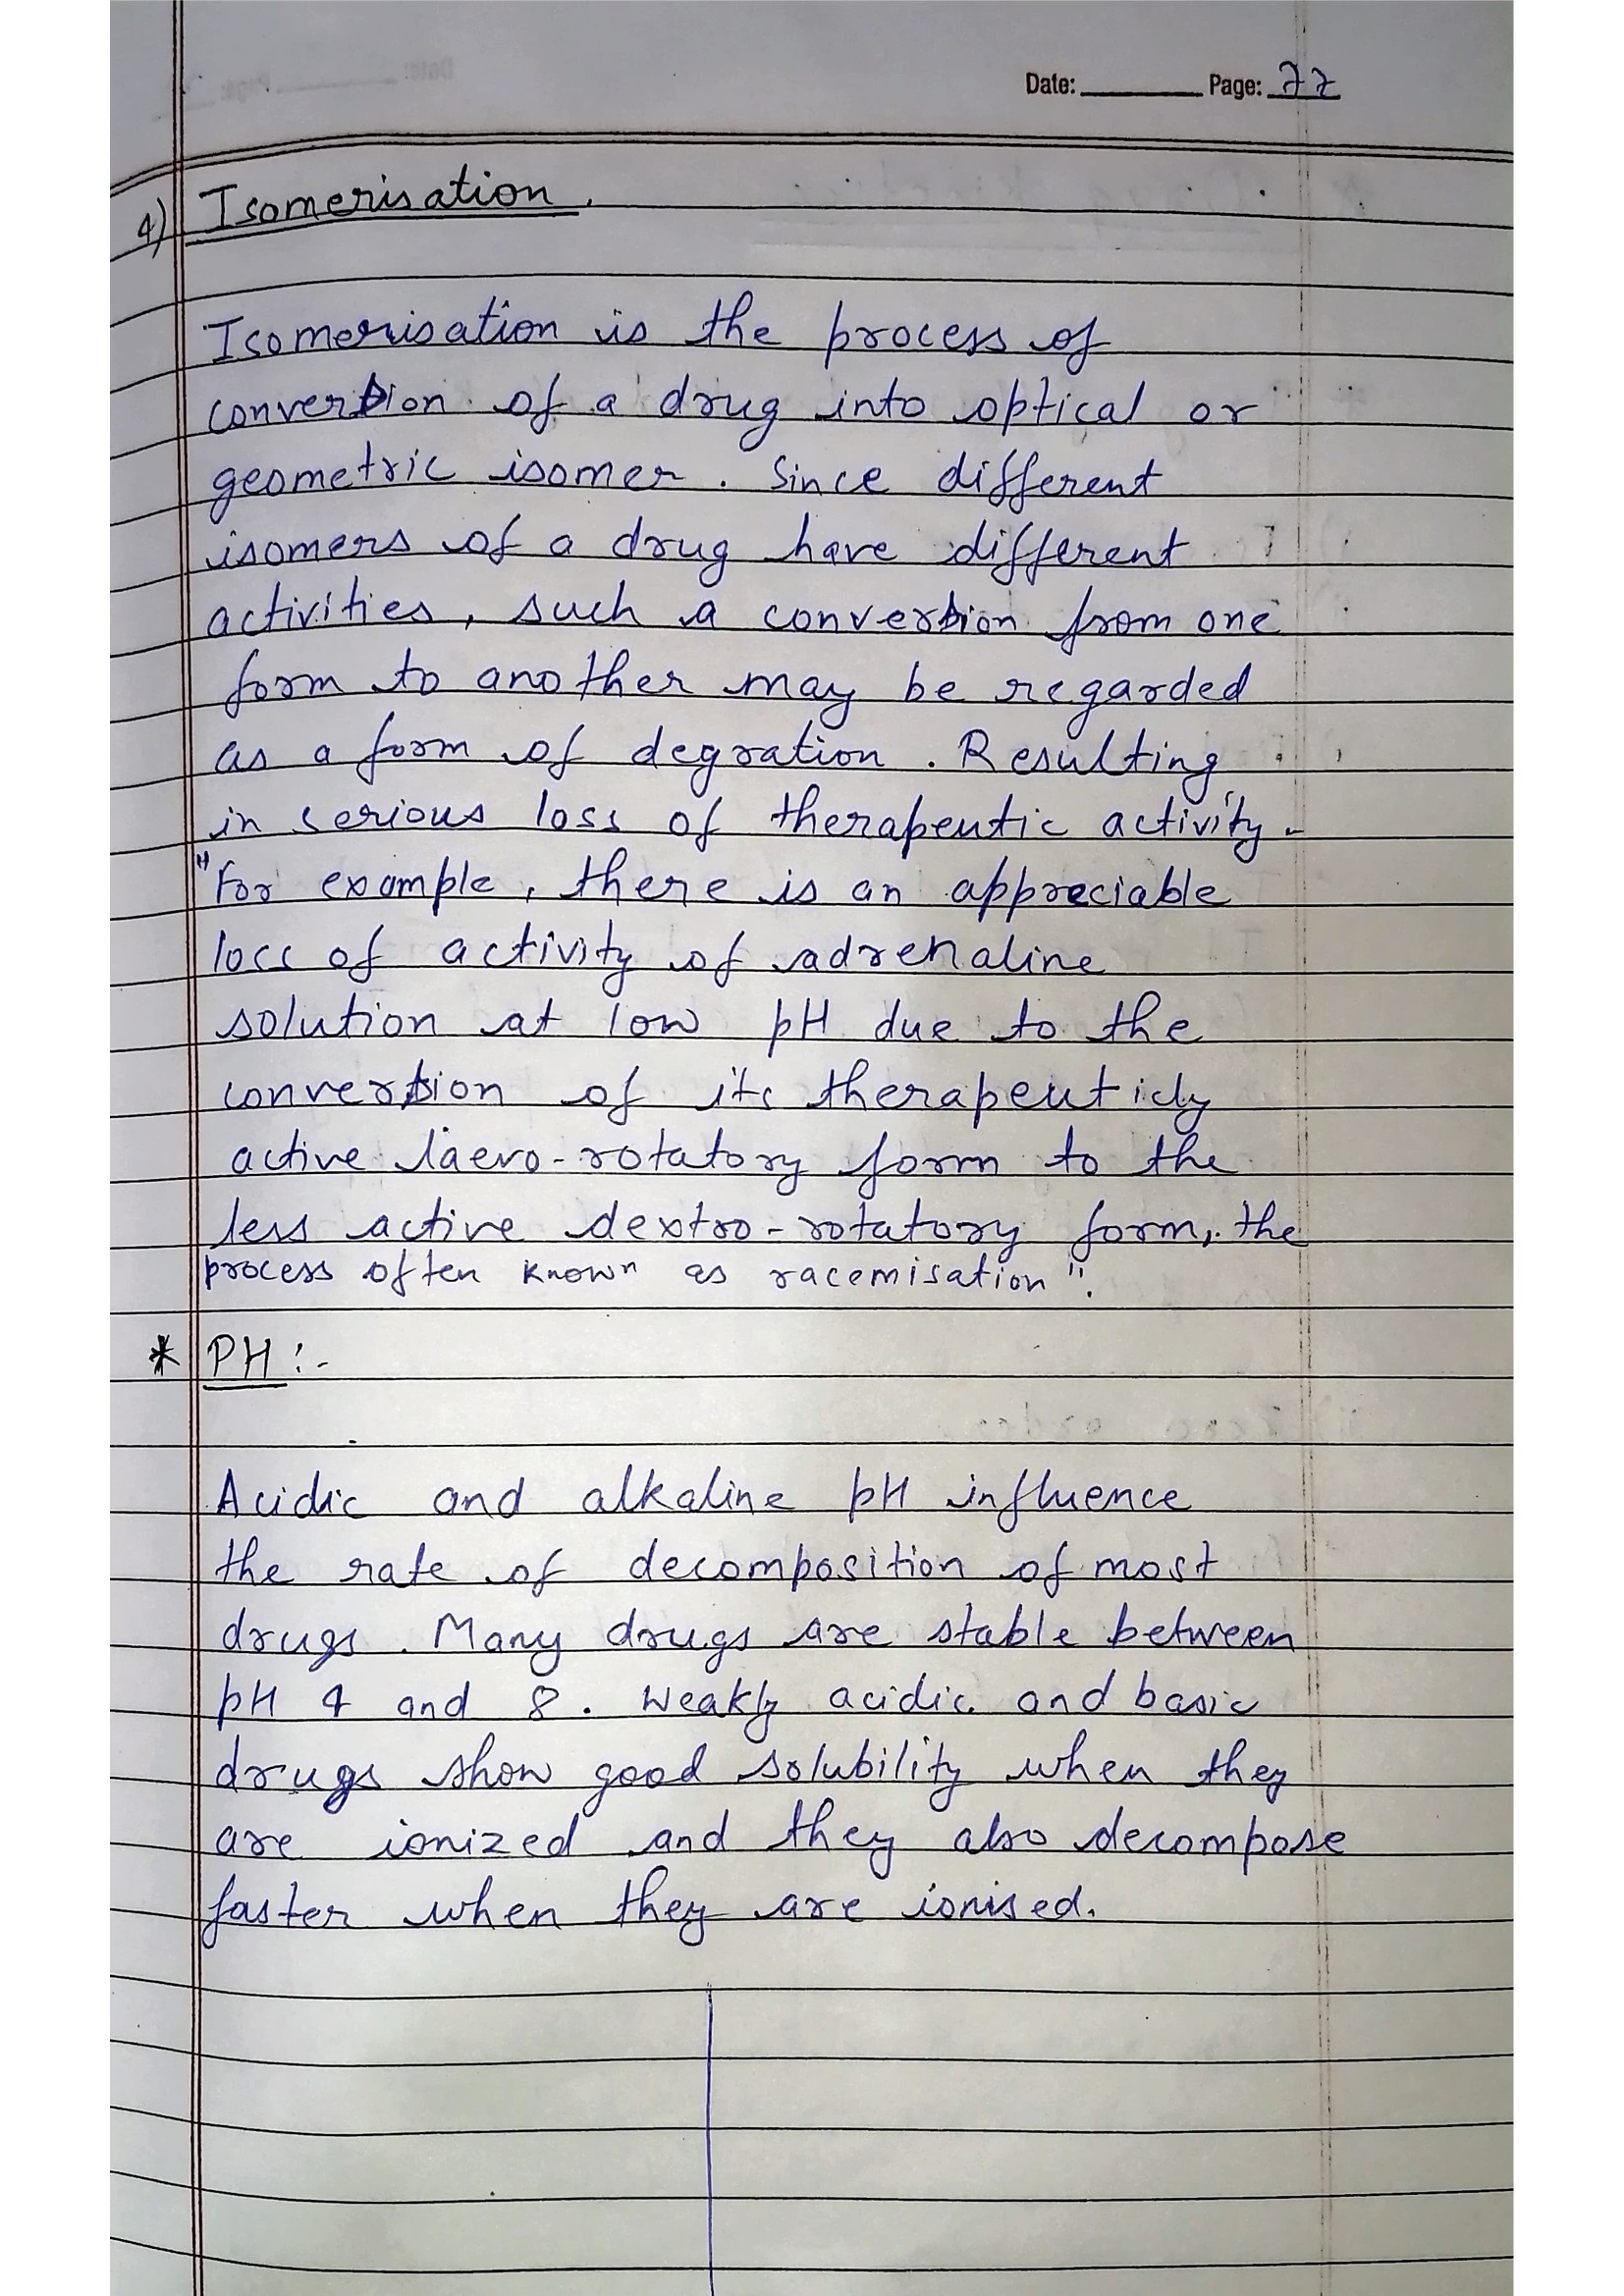 Date: Page: 77
4) Isomerisation.
Isomerisation is the process of
conversion of a drug into optical or
geometric isomer. Since different
isomers of a drug have different
activities, such a conversion from one
form to another may be regarded
as a form of degration. Resulting
in serious loss of therapeutic activity.
"For example, there is an appreciable
loss of activity of adrenaline
solution at low pH due to the
conversion of its therapeuticly
active laevo-rotatory form to the
less active dextro-rotatory form, the
process often known as racemisation".
* PH:-
Acidic and alkaline pH influence
the rate of decomposition of most
drugs. Many drugs are stable between
pH 4 and 8. Weakly acidic and basic
drugs show good solubility when they
are ionized and they also decompose
faster when they are ionised.